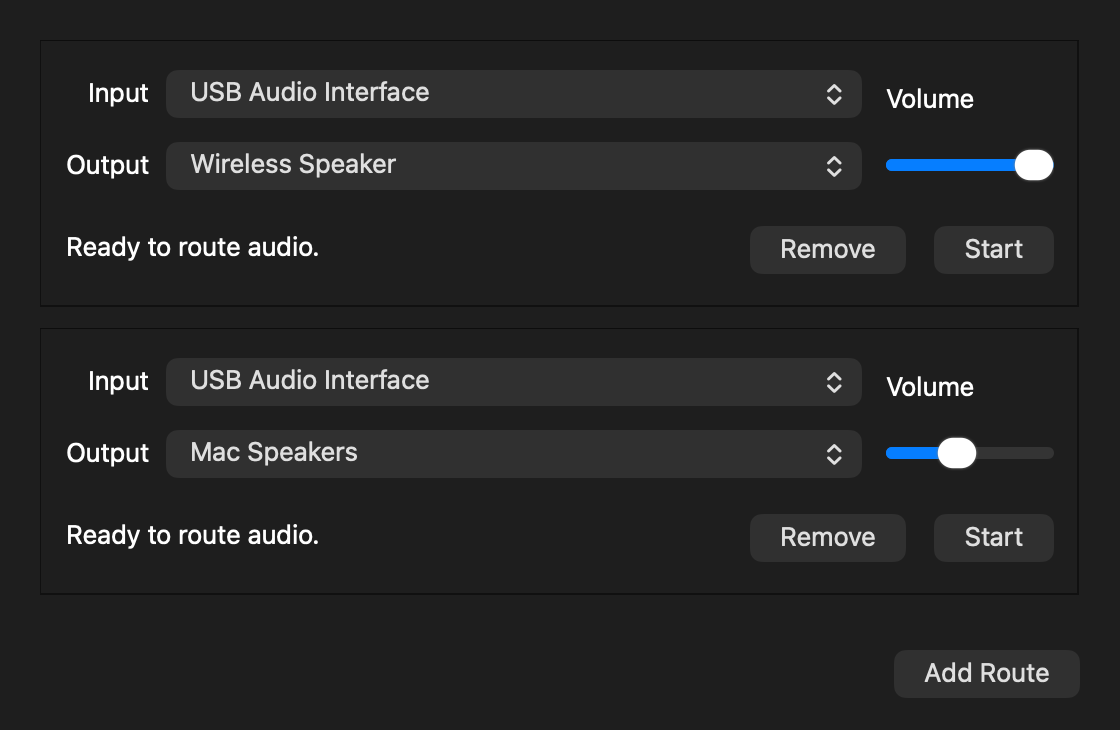 Input USB Audio Interface Volume
Output Wireless Speaker
Ready to route audio. Remove Start
Input USB Audio Interface Volume
Output Mac Speakers
Ready to route audio. Remove Start
Add Route